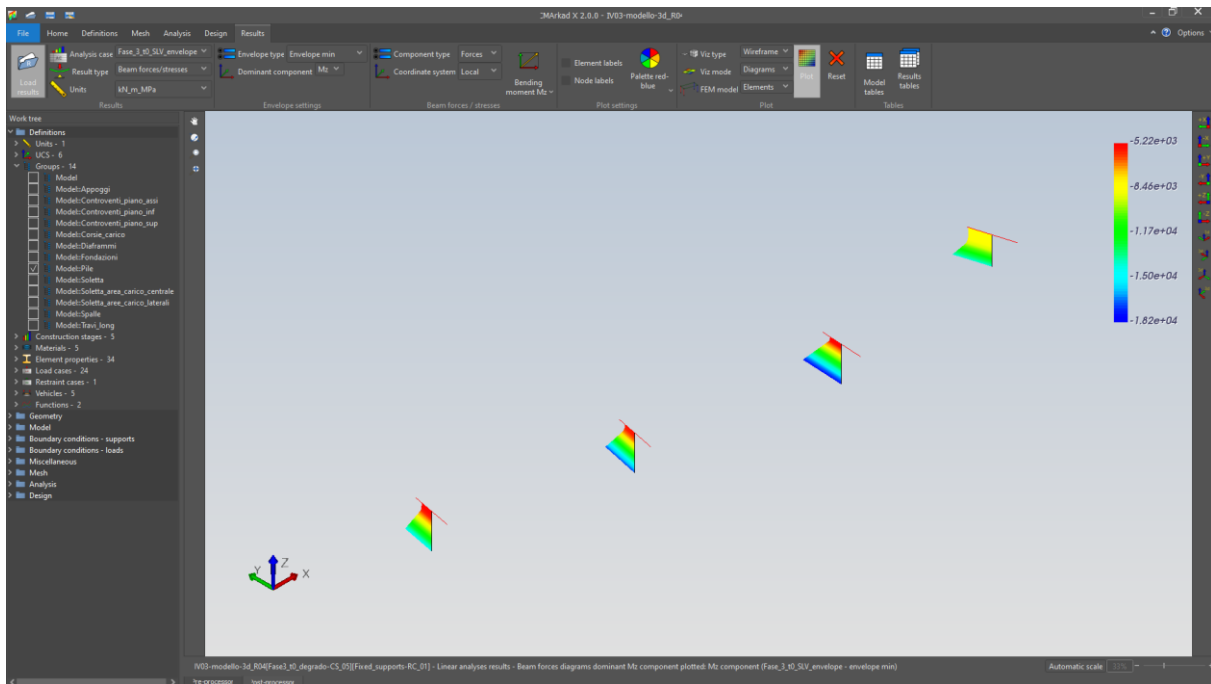 CMArkad X 2.0.0 - IV03-modello-3d_R0•
File Home Definitions Mesh Analysis Design Results
Options
Load results
Analysis case Fase_3_t0_SLV_envelope
Result type Beam forces/stresses
Units kN_m_MPa
Results
Envelope type Envelope min
Dominant component Mz
Envelope settings
Component type Forces
Coordinate system Local
Bending moment Mz
Beam forces / stresses
Element labels
Node labels
Palette red-blue
Plot settings
Viz type Wireframe
Viz mode Diagrams
FEM model Elements
Plot
Reset
Plot
Model tables
Results tables
Tables
Work tree
Definitions
Units - 1
UCS - 6
Groups - 14
Model
Model::Appoggi
Model::Controventi_piano_assi
Model::Controventi_piano_inf
Model::Controventi_piano_sup
Model::Corsie_carico
Model::Diaframmi
Model::Fondazioni
Model::Pile
Model::Soletta
Model::Soletta_area_carico_centrale
Model::Soletta_aree_carico_laterali
Model::Spalle
Model::Travi_long
Construction stages - 5
Materials - 5
Element properties - 34
Load cases - 24
Restraint cases - 1
Vehicles - 5
Functions - 2
Geometry
Model
Boundary conditions - supports
Boundary conditions - loads
Miscellaneous
Mesh
Analysis
Design
-5.22e+03
-8.46e+03
-1.17e+04
-1.50e+04
-1.82e+04
Z
Y
X
IV03-modello-3d_R04[Fase3_t0_degrado-CS_05][Fixed_supports-RC_01] - Linear analyses results - Beam forces diagrams dominant Mz component plotted: Mz component (Fase_3_t0_SLV_envelope - envelope min)
Automatic scale 33%
Pre-processor Post-processor